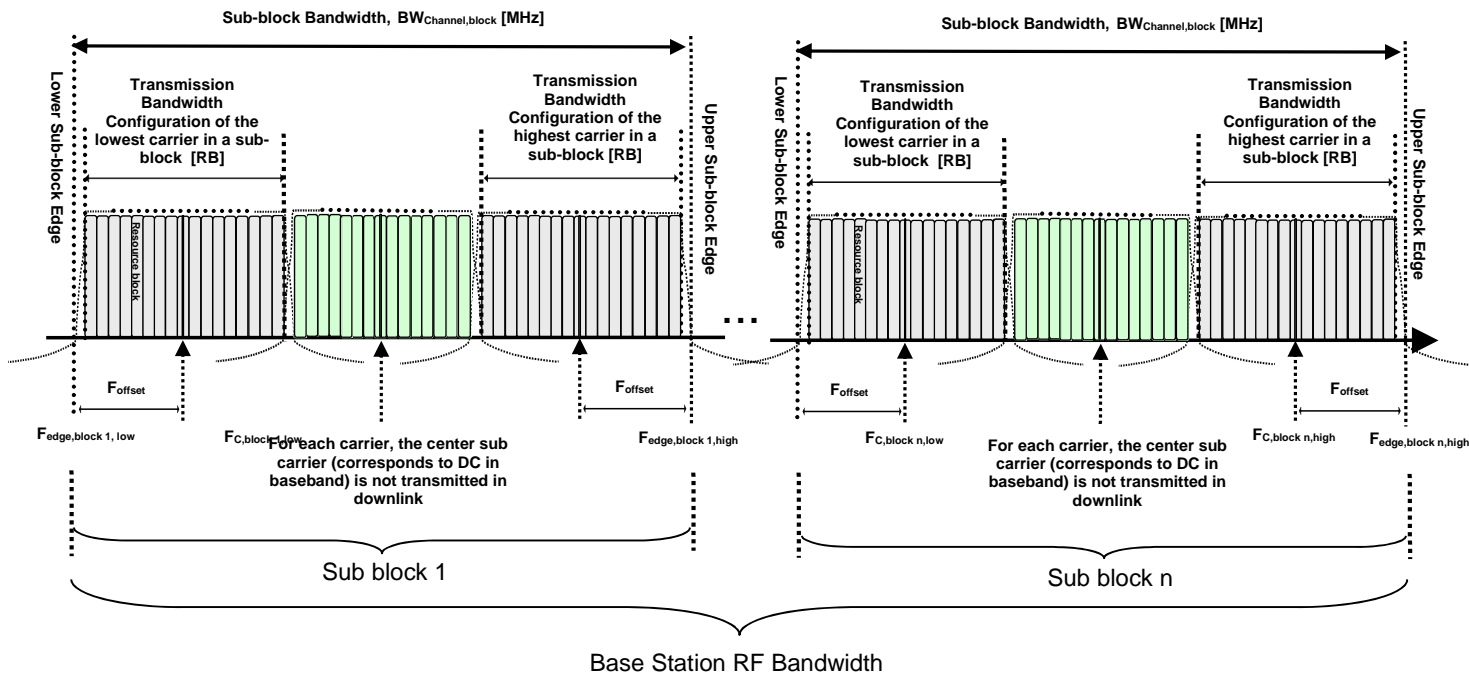 Sub-block Bandwidth, BWChannel,block [MHz]
Sub-block Bandwidth, BWChannel,block [MHz]
Lower Sub-block Edge
Transmission
Bandwidth
Configuration of the
lowest carrier in a sub-
block [RB]
Transmission
Bandwidth
Configuration of the
highest carrier in a
sub-block [RB]
Upper Sub-block Edge
Lower Sub-block Edge
Transmission
Bandwidth
Configuration of the
lowest carrier in a
sub-block [RB]
Transmission
Bandwidth
Configuration of the
highest carrier in a
sub-block [RB]
Upper Sub-block Edge
Resource block
Resource block
...
Foffset
Foffset
Foffset
Foffset
Fedge,block 1, low
FC,block 1,low
Fedge,block 1,high
FC,block n,low
FC,block n,high
Fedge,block n,high
For each carrier, the center sub
carrier (corresponds to DC in
baseband) is not transmitted in
downlink
For each carrier, the center sub
carrier (corresponds to DC in
baseband) is not transmitted in
downlink
Sub block 1
Sub block n
Base Station RF Bandwidth